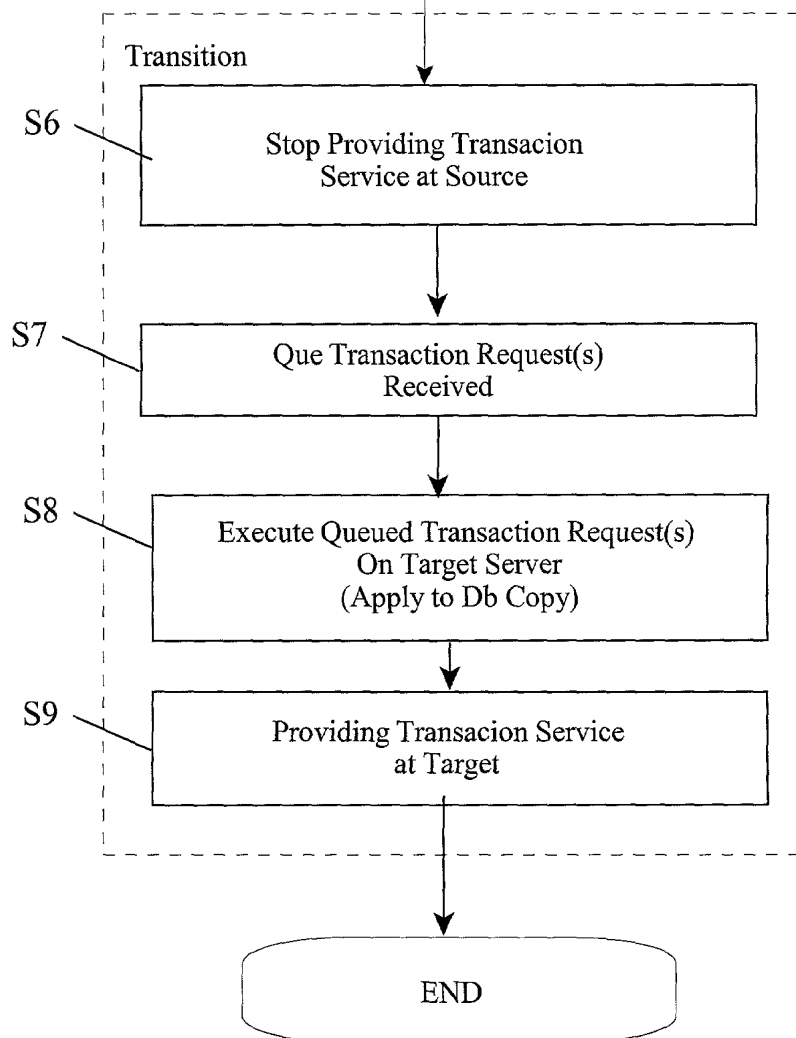 Transition
S6
Stop Providing Transacion
Service at Source
S7
Que Transaction Request(s)
Received
S8
Execute Queued Transaction Request(s)
On Target Server
(Apply to Db Copy)
S9
Providing Transacion Service
at Target
END